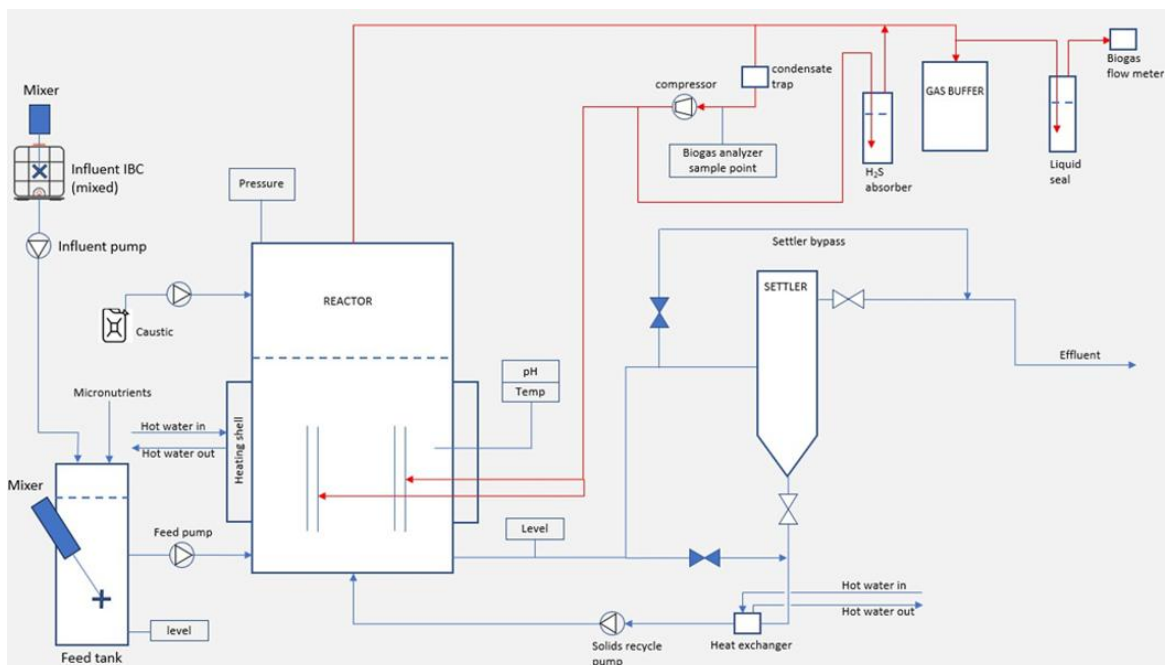 Mixer
Influent IBC
(mixed)
Influent pump
Pressure
compressor
condensate
trap
Biogas analyzer
sample point
H₂S
absorber
GAS BUFFER
Liquid
seal
Biogas
flow meter
Caustic
REACTOR
Settler bypass
SETTLER
Effluent
Micronutrients
Hot water in
Hot water out
Heating shell
pH
Temp
Mixer
Feed pump
Level
level
Feed tank
Solids recycle
pump
Heat exchanger
Hot water in
Hot water out